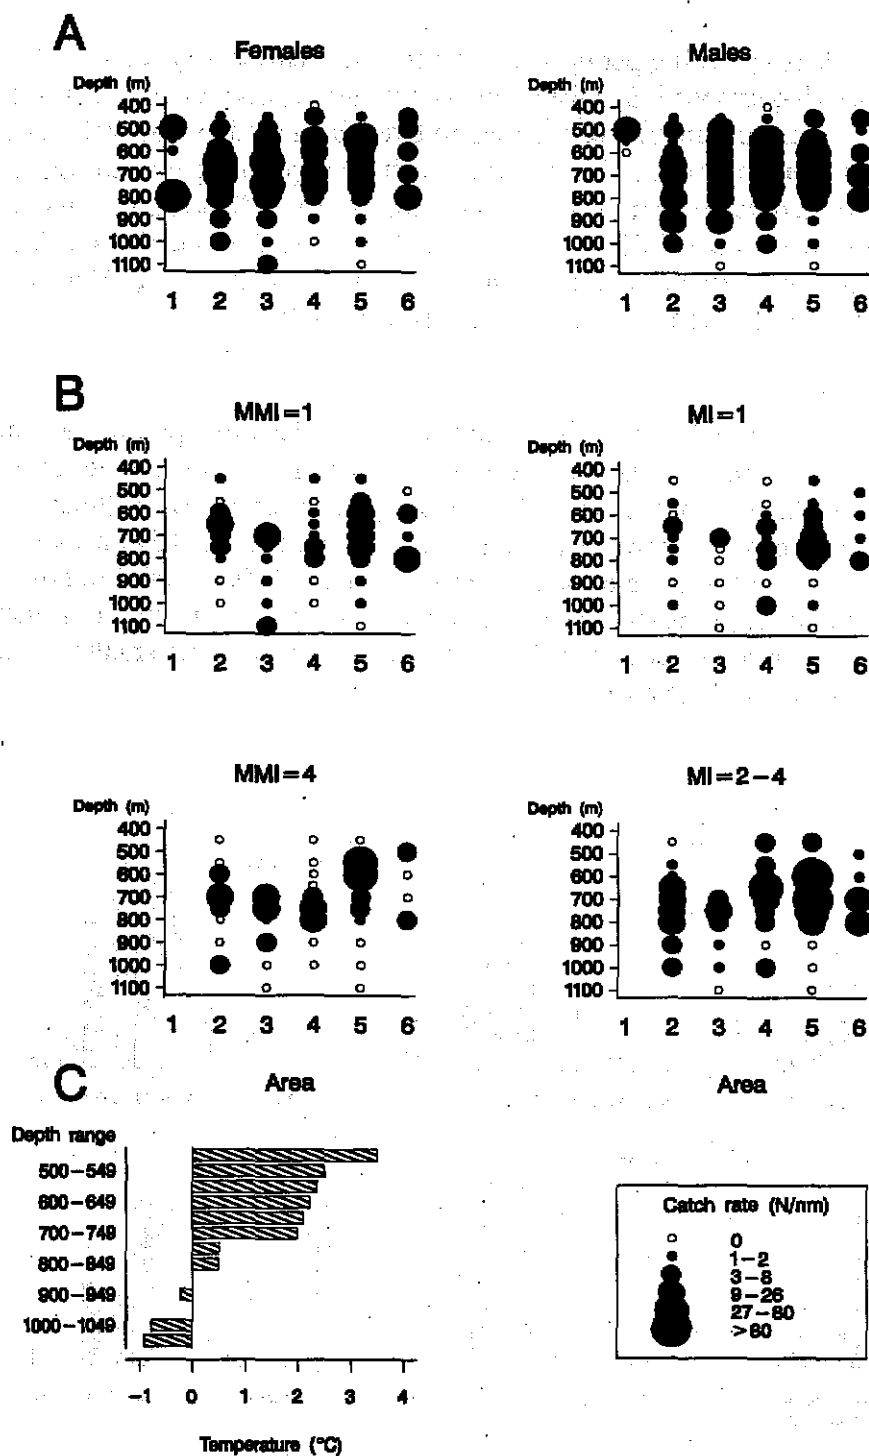 A
Females
Males
Depth (m)
400
500
600
700
800
900
1000
1100
1 2 3 4 5 6
Depth (m)
400
500
600
700
800
900
1000
1100
1 2 3 4 5 6
B
MMI=1
MI=1
Depth (m)
400
500
600
700
800
900
1000
1100
1 2 3 4 5 6
Depth (m)
400
500
600
700
800
900
1000
1100
1 2 3 4 5 6
MMI=4
MI=2-4
Depth (m)
400
500
600
700
800
900
1000
1100
1 2 3 4 5 6
Area
Depth (m)
400
500
600
700
800
900
1000
1100
1 2 3 4 5 6
Area
C
Depth range
500-549
600-649
700-749
800-849
900-949
1000-1049
-1 0 1 2 3 4
Temperature (°C)
Catch rate (N/nm)
0
1-2
3-8
9-26
27-80
>80